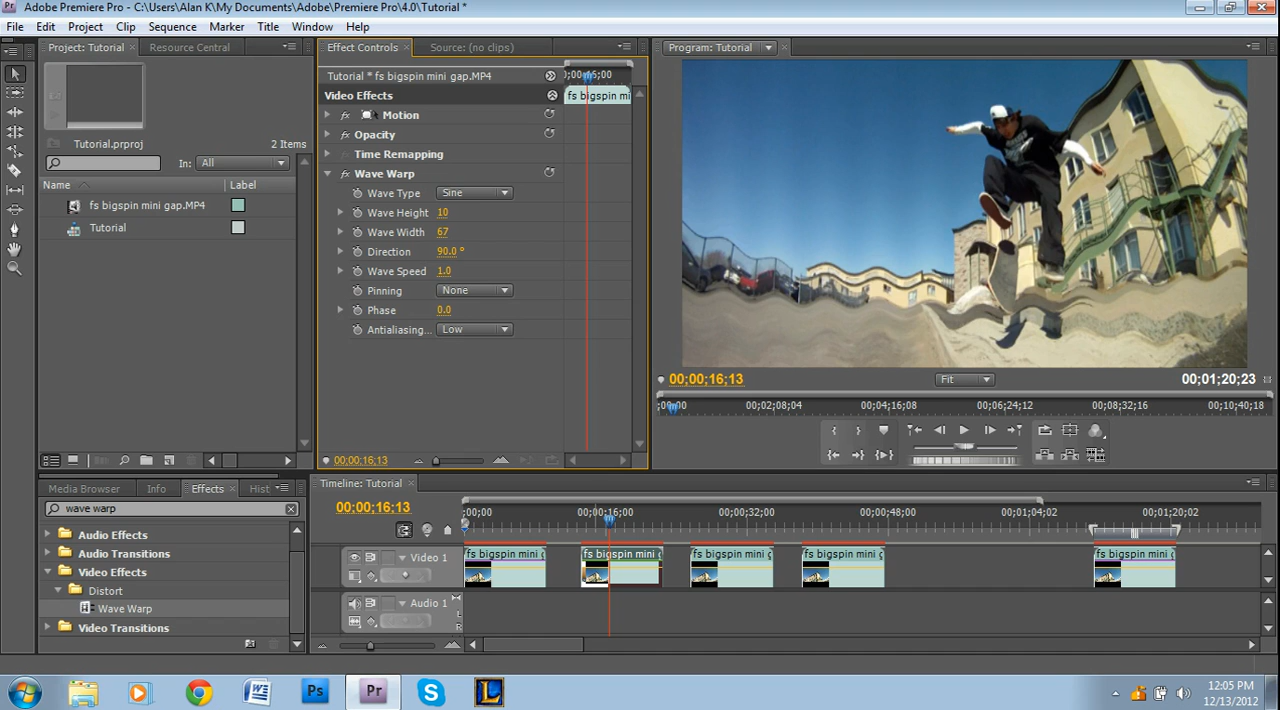 Adobe Premiere Pro - C:\Users\Alan K\My Documents\Adobe\Premiere Pro\4.0\Tutorial *
File Edit Project Clip Sequence Marker Title Window Help
Project: Tutorial × Resource Central
Tutorial.prproj 2 Items
In: All
Name Label
fs bigspin mini gap.MP4
Tutorial
Effect Controls × Source: (no clips)
Tutorial * fs bigspin mini gap.MP4
Video Effects fs bigspin mi
Motion
Opacity
Time Remapping
Wave Warp
Wave Type Sine
Wave Height 10
Wave Width 67
Direction 90.0 °
Wave Speed 1.0
Pinning None
Phase 0.0
Antialiasing... Low
00;00;16;13
Program: Tutorial ×
00;00;16;13 Fit 00;01;20;23
;00;00 00;02;08;04 00;04;16;08 00;06;24;12 00;08;32;16 00;10;40;18
Media Browser Info Effects × Hist
wave warp
Audio Effects
Audio Transitions
Video Effects
Distort
Wave Warp
Video Transitions
Timeline: Tutorial ×
00;00;16;13
;00;00 00;00;16;00 00;00;32;00 00;00;48;00 00;01;04;02 00;01;20;02
Video 1 fs bigspin mini g fs bigspin mini g fs bigspin mini g fs bigspin mini g fs bigspin mini g
Audio 1
L
R
Ps Pr S L
12:05 PM
12/13/2012